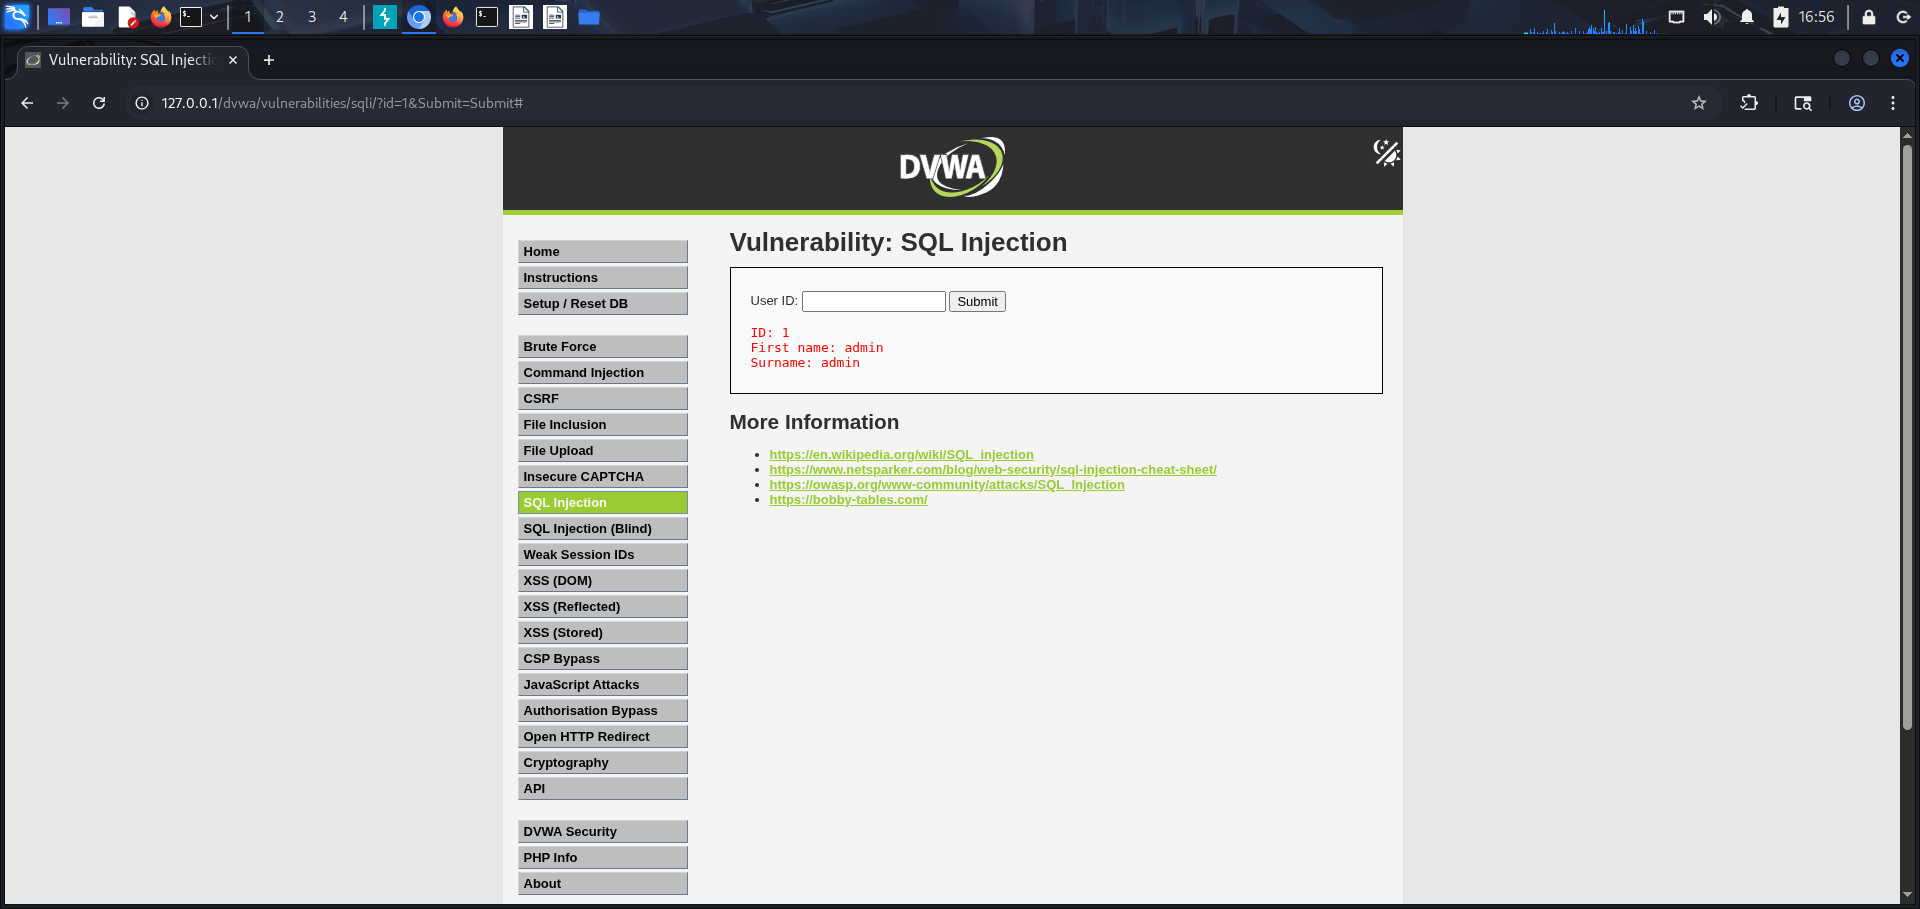 1 2 3 4
16:56
Vulnerability: SQL Injectio
127.0.0.1/dvwa/vulnerabilities/sqli/?id=1&Submit=Submit#
DVWA
Home
Instructions
Setup / Reset DB
Brute Force
Command Injection
CSRF
File Inclusion
File Upload
Insecure CAPTCHA
SQL Injection
SQL Injection (Blind)
Weak Session IDs
XSS (DOM)
XSS (Reflected)
XSS (Stored)
CSP Bypass
JavaScript Attacks
Authorisation Bypass
Open HTTP Redirect
Cryptography
API
DVWA Security
PHP Info
About
Vulnerability: SQL Injection
User ID: Submit
ID: 1
First name: admin
Surname: admin
More Information
https://en.wikipedia.org/wiki/SQL_injection
https://www.netsparker.com/blog/web-security/sql-injection-cheat-sheet/
https://owasp.org/www-community/attacks/SQL_Injection
https://bobby-tables.com/